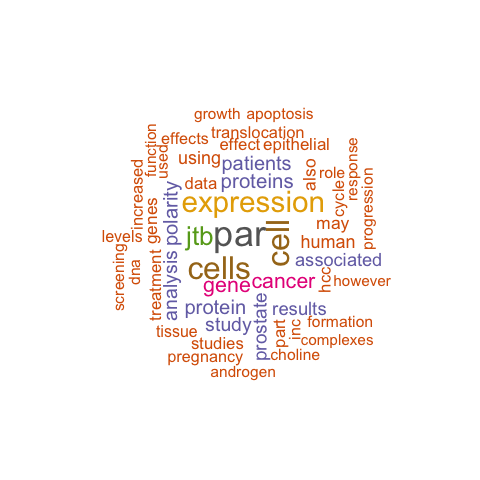 growth apoptosis
translocation
effects effect epithelial
function
used
using
patients
also
role
response
increased
data
proteins
cycle
progression
genes
polarity
expression
may
levels
jtb
par
cell
human
screening
dna
treatment
analysis
cells
associated
gene
cancer
hcc
however
protein
prostate
results
tissue
study
part
inc
formation
studies
complexes
pregnancy
choline
androgen